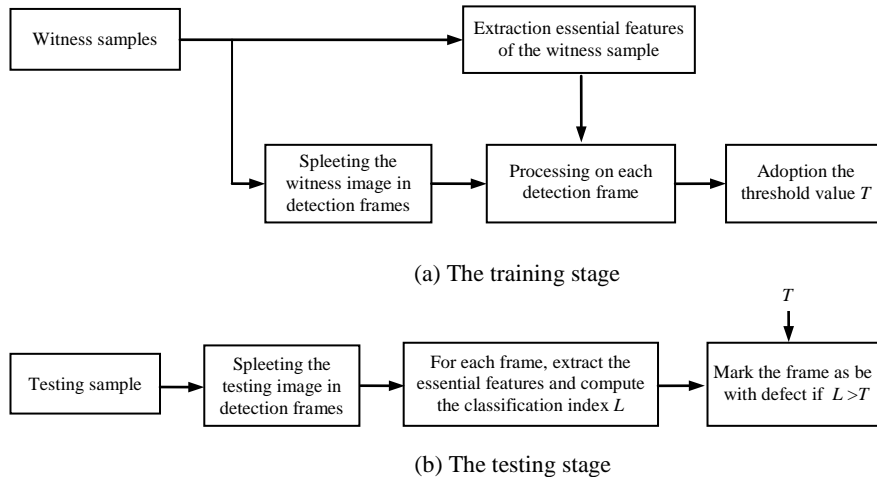 Witness samples
Extraction essential features
of the witness sample
Spleeting the
witness image in
detection frames
Processing on each
detection frame
Adoption the
threshold value T
(a) The training stage
T
Testing sample
Spleeting the
testing image in
detection frames
For each frame, extract the
essential features and compute
the classification index L
Mark the frame as be
with defect if L >T
(b) The testing stage